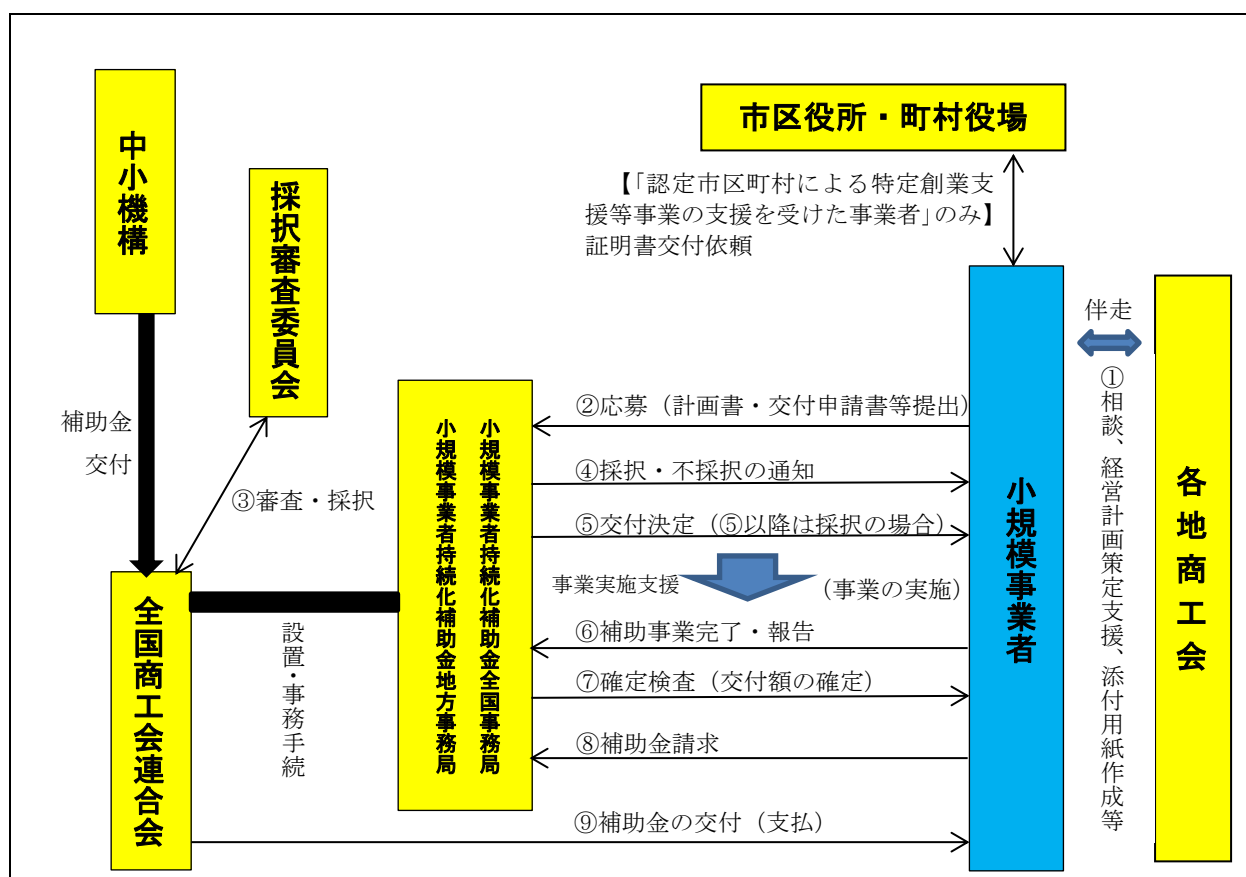 中小機構
採択審査委員会
市区役所・町村役場
【「認定市区町村による特定創業支
援等事業の支援を受けた事業者」のみ】
証明書交付依頼
補助金
交付
③審査・採択
全国商工会連合会
設置・事務手続
小規模事業者持続化補助金全国事務局
小規模事業者持続化補助金地方事務局
②応募（計画書・交付申請書等提出）
④採択・不採択の通知
⑤交付決定（⑤以降は採択の場合）
事業実施支援
（事業の実施）
⑥補助事業完了・報告
⑦確定検査（交付額の確定）
⑧補助金請求
⑨補助金の交付（支払）
小規模事業者
伴走
①相談、経営計画策定支援、添付用紙作成等
各地商工会